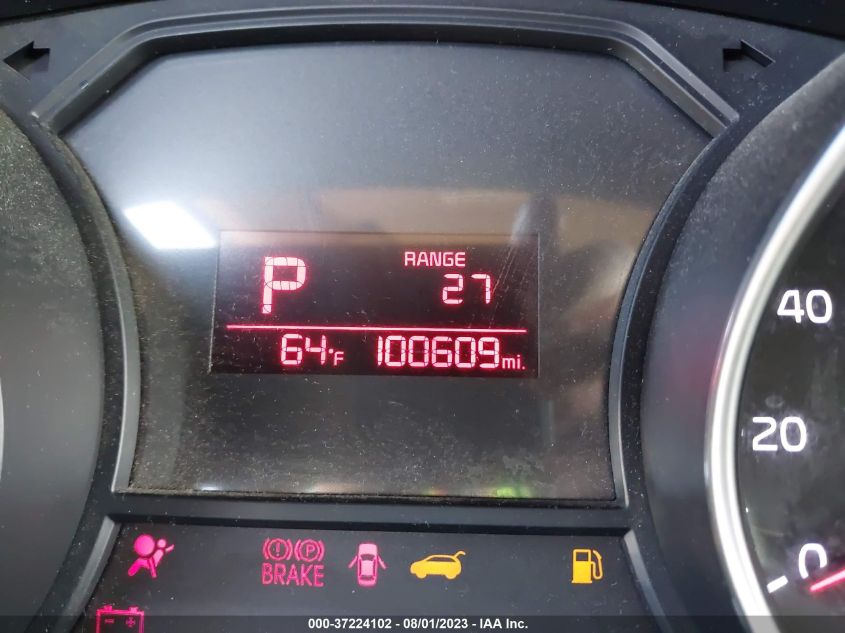 P
RANGE
27
64°F 100609 mi.
40
20
0
(!) (P)
BRAKE
000-37224102 - 08/01/2023 - IAA Inc.